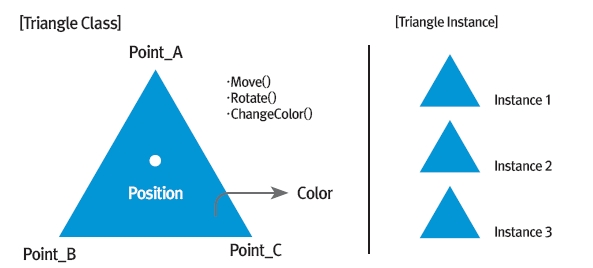 [Triangle Class]
Point_A
·Move()
·Rotate()
·ChangeColor()
Position
Color
Point_B
Point_C
[Triangle Instance]
Instance 1
Instance 2
Instance 3